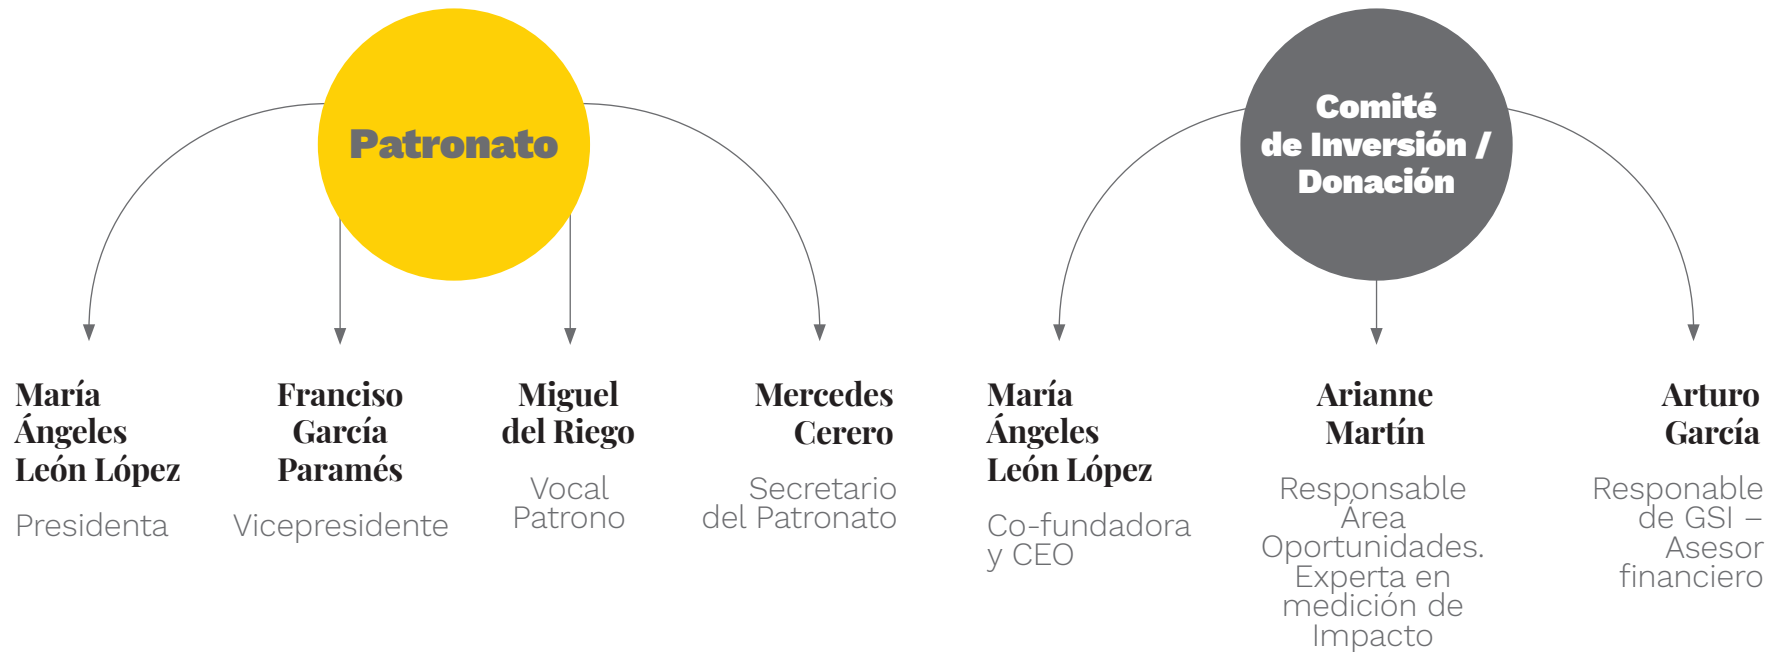 Patronato
María
Ángeles
León López
Presidenta
Franciso
García
Paramés
Vicepresidente
Miguel
del Riego
Vocal
Patrono
Mercedes
Cerero
Secretario
del Patronato
Comité
de Inversión /
Donación
María
Ángeles
León López
Co-fundadora
y CEO
Arianne
Martín
Responsable
Área
Oportunidades.
Experta en
medición de
Impacto
Arturo
García
Responable
de GSI –
Asesor
financiero